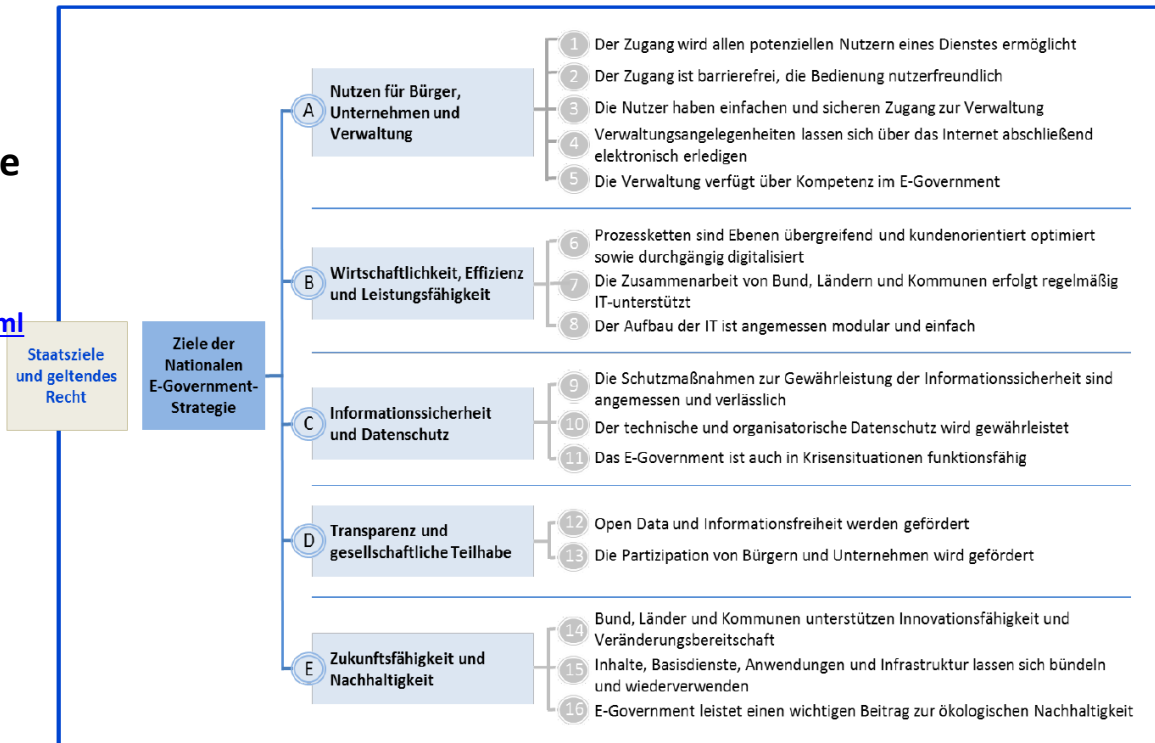 e
ml
Staatsziele
und geltendes
Recht
Ziele der
Nationalen
E-Government-
Strategie
A
Nutzen für Bürger,
Unternehmen und
Verwaltung
1 Der Zugang wird allen potenziellen Nutzern eines Dienstes ermöglicht
2 Der Zugang ist barrierefrei, die Bedienung nutzerfreundlich
3 Die Nutzer haben einfachen und sicheren Zugang zur Verwaltung
4 Verwaltungsangelegenheiten lassen sich über das Internet abschließend
elektronisch erledigen
5 Die Verwaltung verfügt über Kompetenz im E-Government
B
Wirtschaftlichkeit, Effizienz
und Leistungsfähigkeit
6 Prozessketten sind Ebenen übergreifend und kundenorientiert optimiert
sowie durchgängig digitalisiert
7 Die Zusammenarbeit von Bund, Ländern und Kommunen erfolgt regelmäßig
IT-unterstützt
8 Der Aufbau der IT ist angemessen modular und einfach
C
Informationssicherheit
und Datenschutz
9 Die Schutzmaßnahmen zur Gewährleistung der Informationssicherheit sind
angemessen und verlässlich
10 Der technische und organisatorische Datenschutz wird gewährleistet
11 Das E-Government ist auch in Krisensituationen funktionsfähig
D
Transparenz und
gesellschaftliche Teilhabe
12 Open Data und Informationsfreiheit werden gefördert
13 Die Partizipation von Bürgern und Unternehmen wird gefördert
E
Zukunftsfähigkeit und
Nachhaltigkeit
14 Bund, Länder und Kommunen unterstützen Innovationsfähigkeit und
Veränderungsbereitschaft
15 Inhalte, Basisdienste, Anwendungen und Infrastruktur lassen sich bündeln
und wiederverwenden
16 E-Government leistet einen wichtigen Beitrag zur ökologischen Nachhaltigkeit